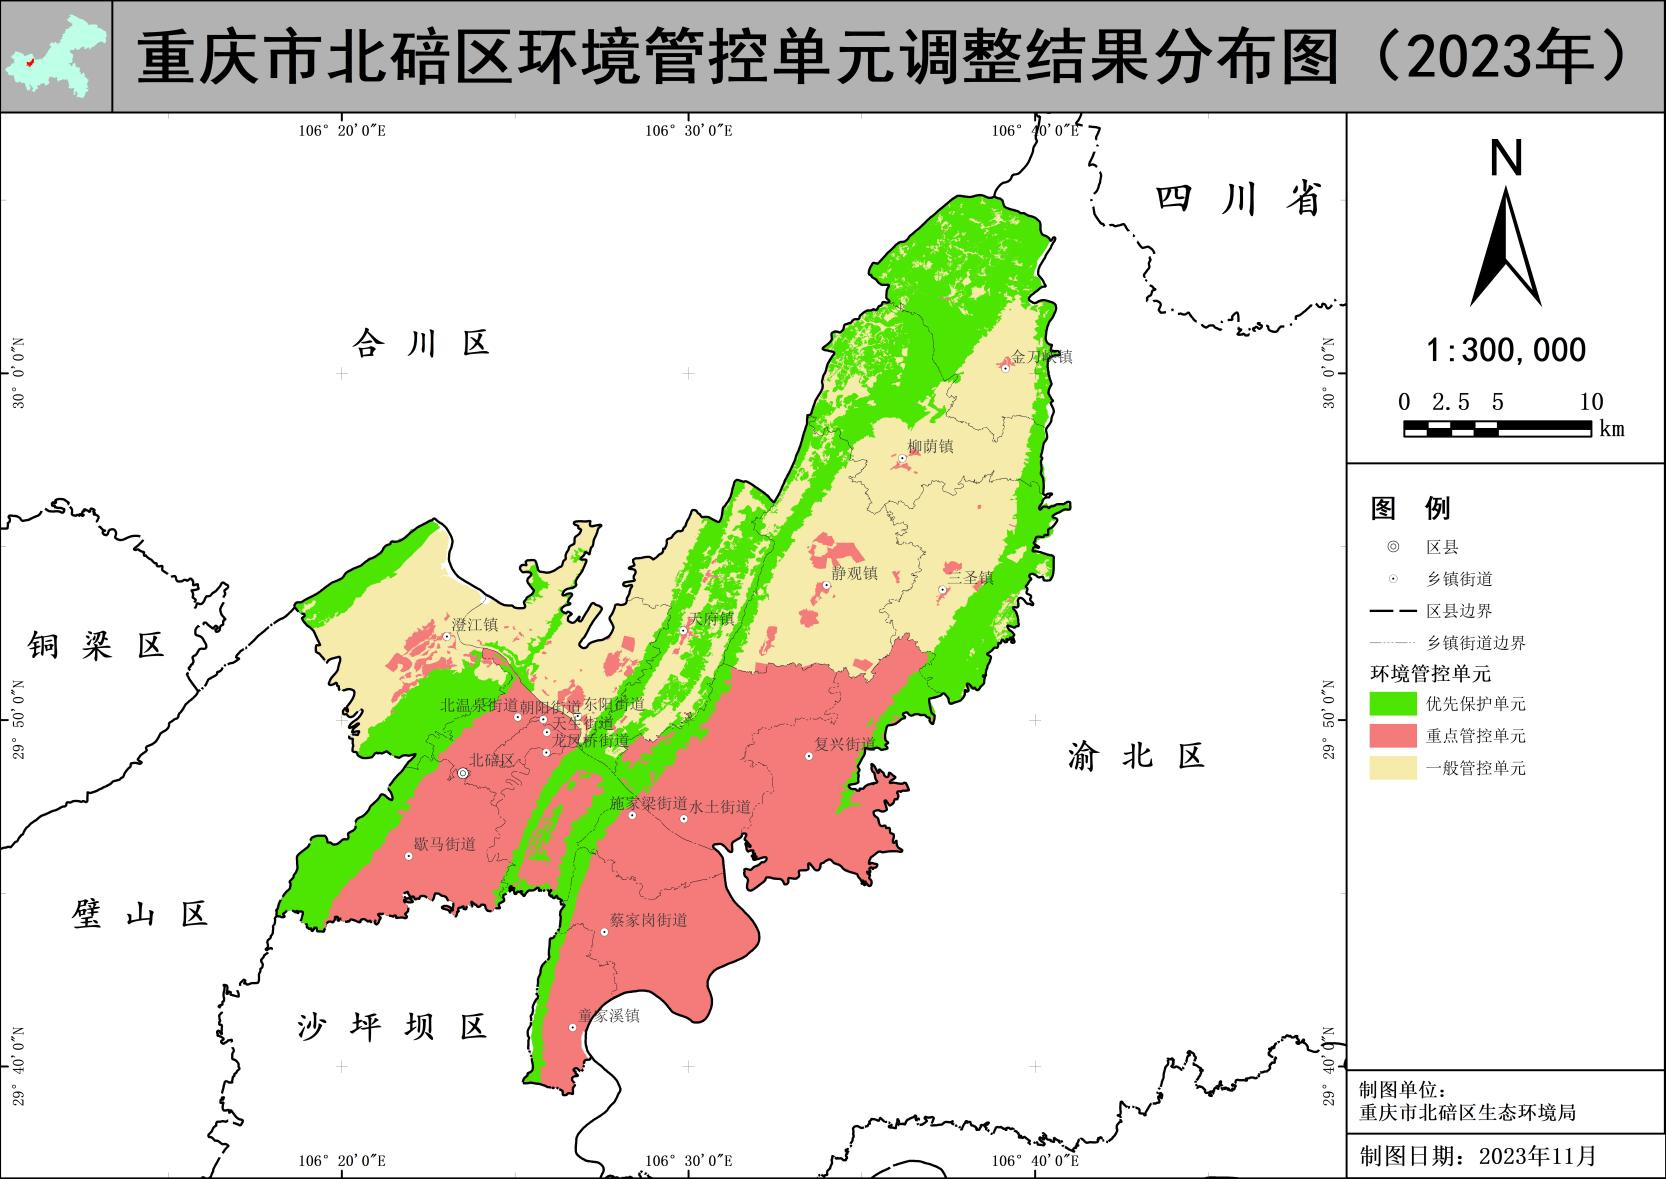 重庆市北碚区环境管控单元调整结果分布图（2023年）
106° 20′0″E
106° 30′0″E
106° 40′0″E
四川省
N
1:300,000
0 2.5 5 10
km
合川区
30° 0′0″N
30° 0′0″N
金刀峡镇
柳荫镇
图 例
区县
乡镇街道
区县边界
乡镇街道边界
环境管控单元
优先保护单元
重点管控单元
一般管控单元
静观镇
三圣镇
天府镇
澄江镇
铜梁区
29° 50′0″N
29° 50′0″N
北温泉街道
朝阳街道
东阳街道
天生街道
龙凤桥街道
复兴街道
渝北区
北碚区
施家梁街道
水土街道
歇马街道
璧山区
蔡家岗街道
童家溪镇
沙坪坝区
29° 40′0″N
29° 40′0″N
106° 20′0″E
106° 30′0″E
106° 40′0″E
制图单位：
重庆市北碚区生态环境局
制图日期：2023年11月